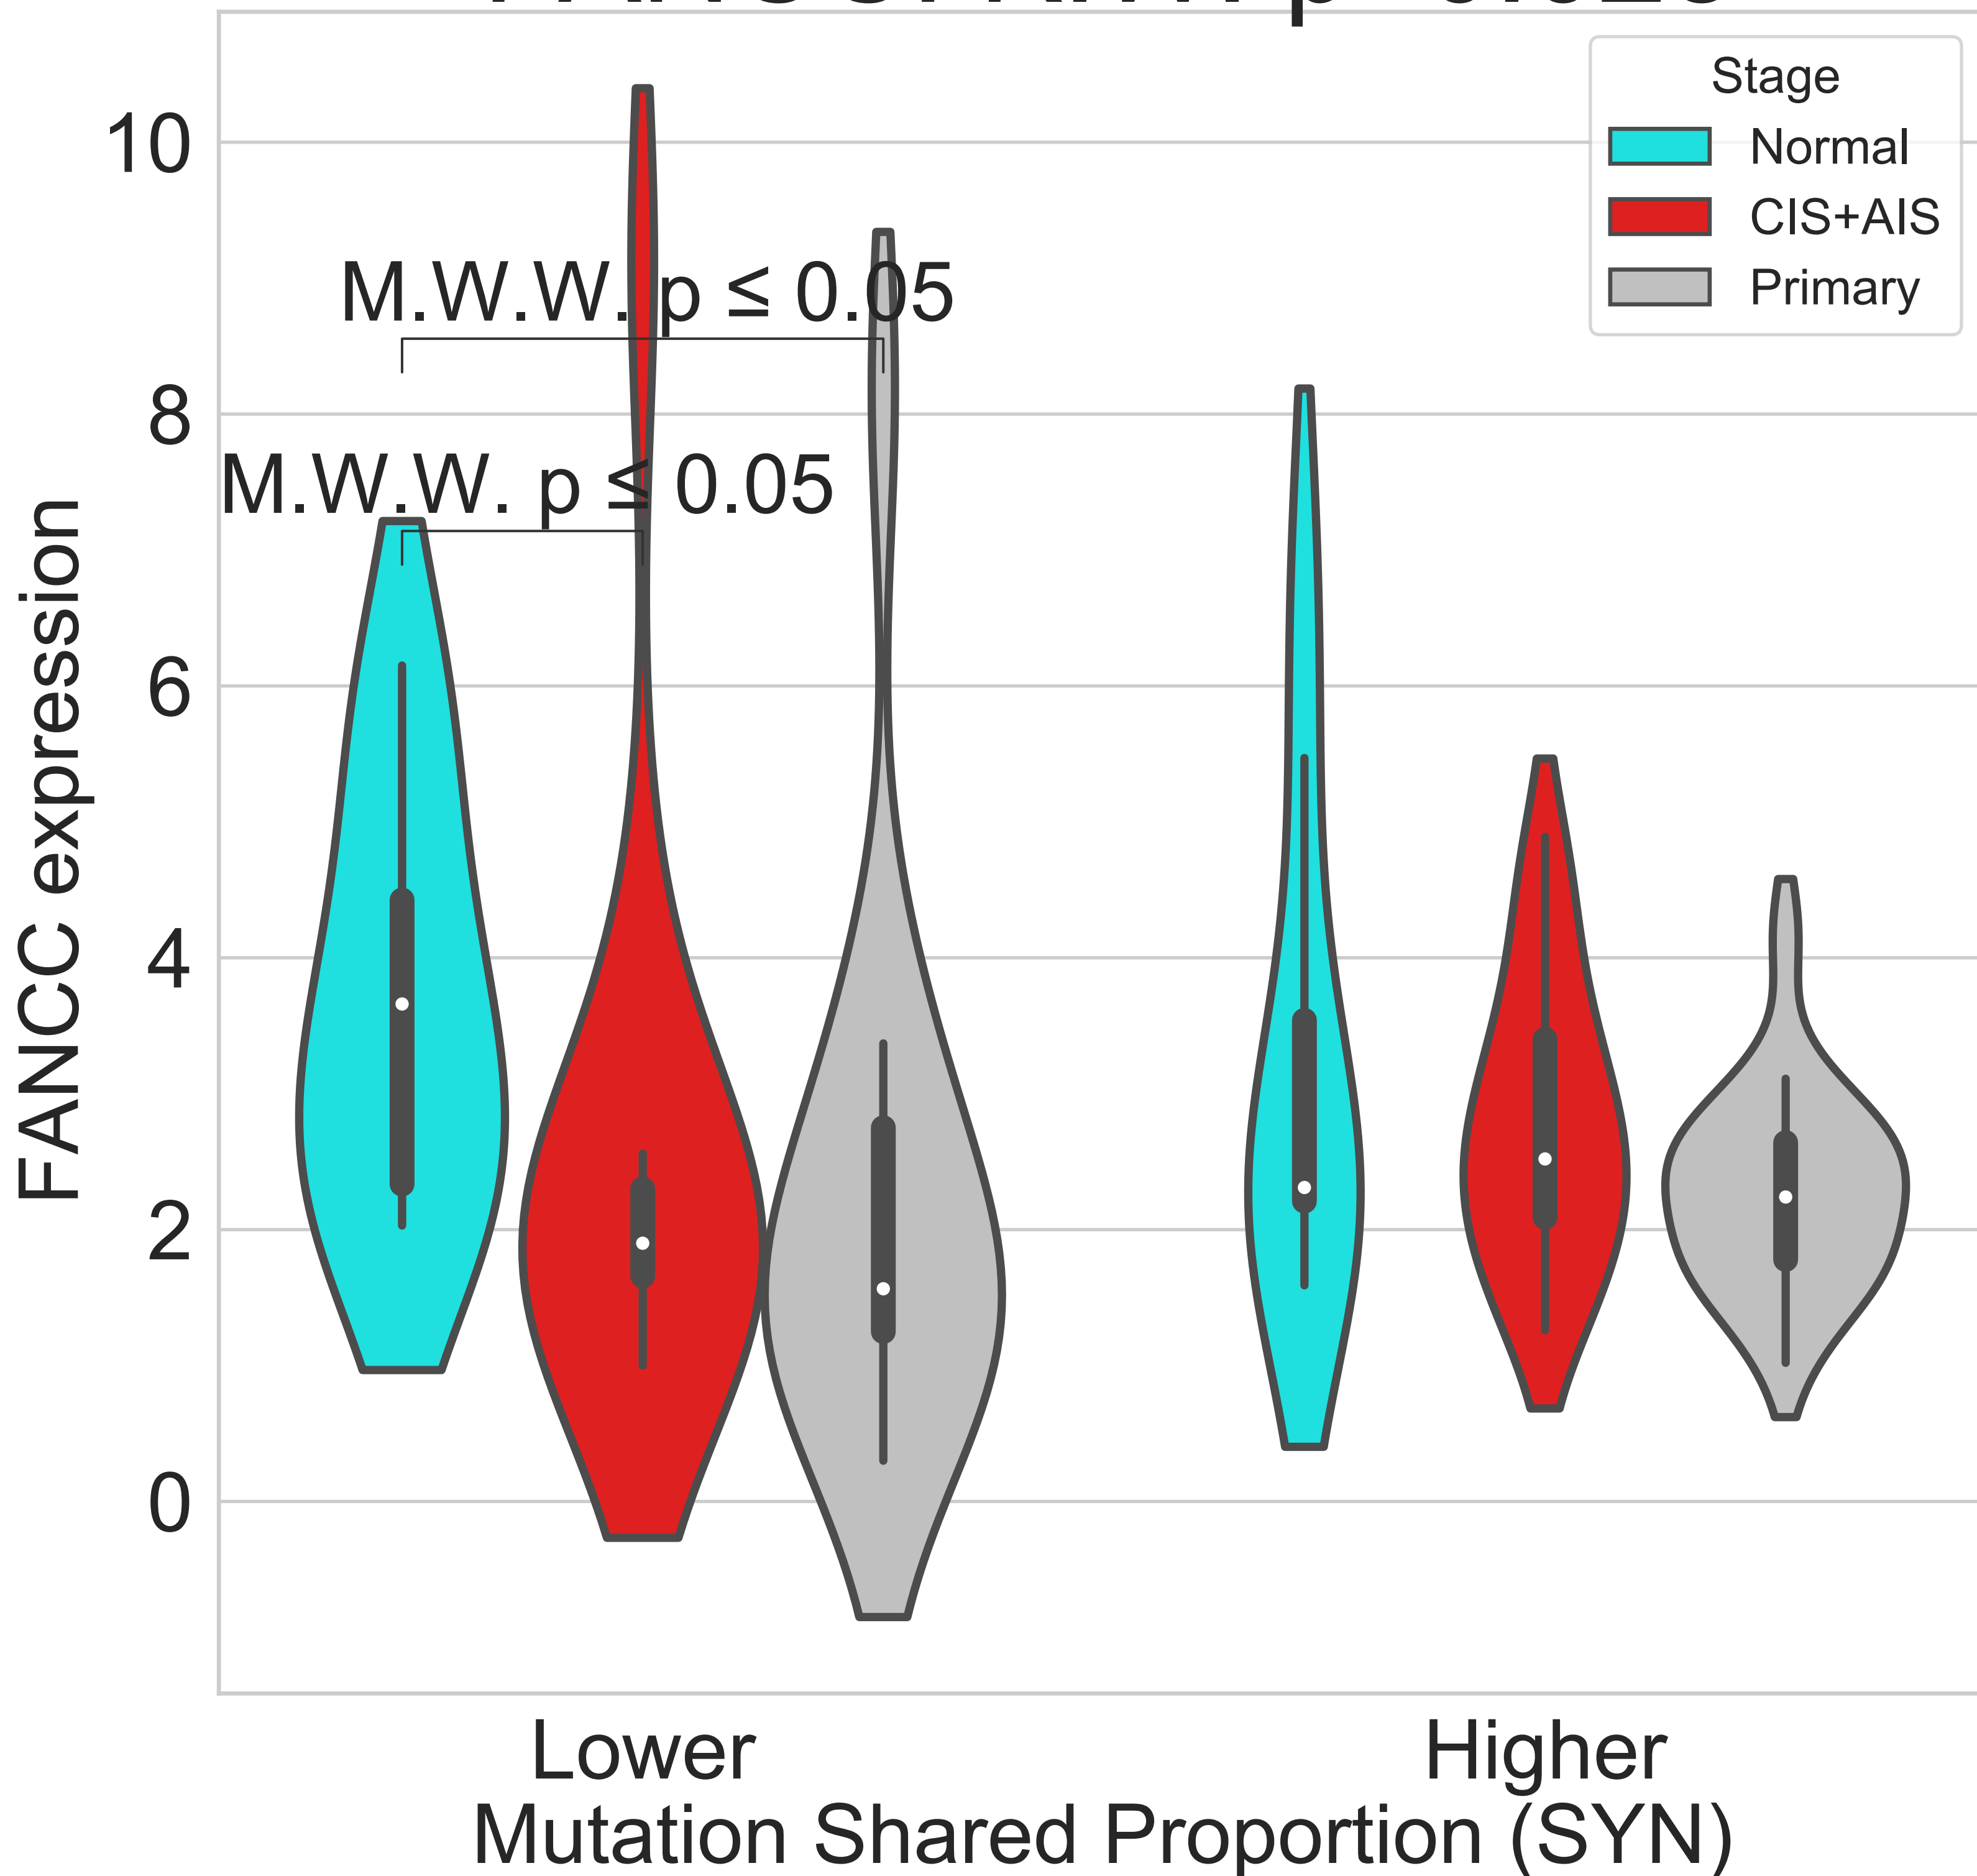 Stage
Normal
CIS+AIS
Primary
10
8
6
4
2
0
FANCC expression
M.W.W. p ≤ 0.05
M.W.W. p ≤ 0.05
Lower
Higher
Mutation Shared Proportion (SYN)